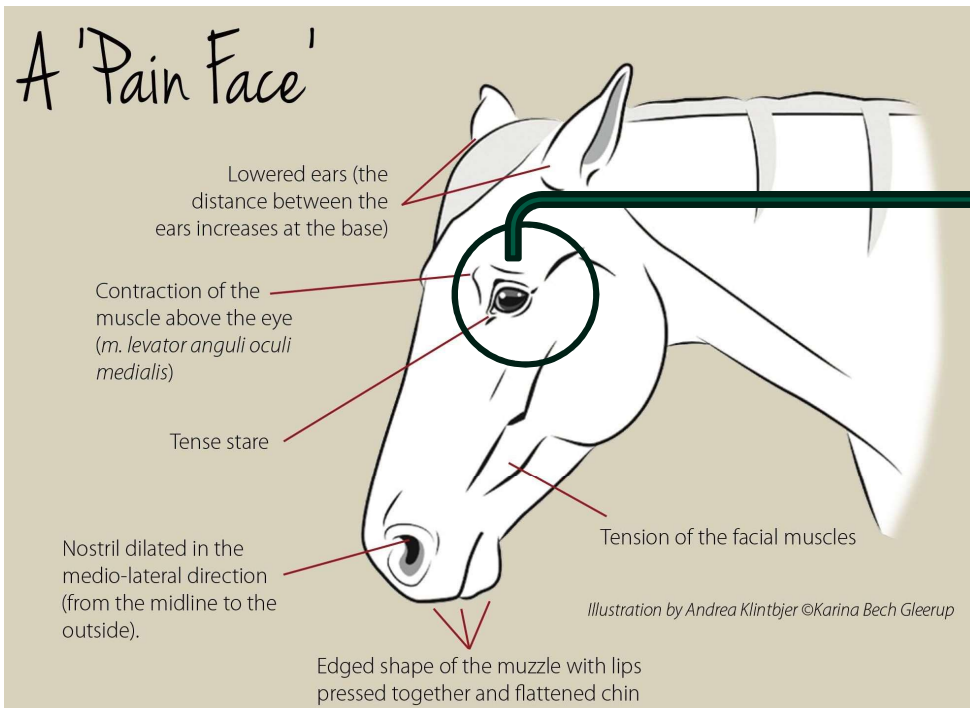 A 'Pain Face'
Lowered ears (the
distance between the
ears increases at the base)
Contraction of the
muscle above the eye
(m. levator anguli oculi
medialis)
Tense stare
Nostril dilated in the
medio-lateral direction
(from the midline to the
outside).
Tension of the facial muscles
Illustration by Andrea Klintbjer ©Karina Bech Gleerup
Edged shape of the muzzle with lips
pressed together and flattened chin